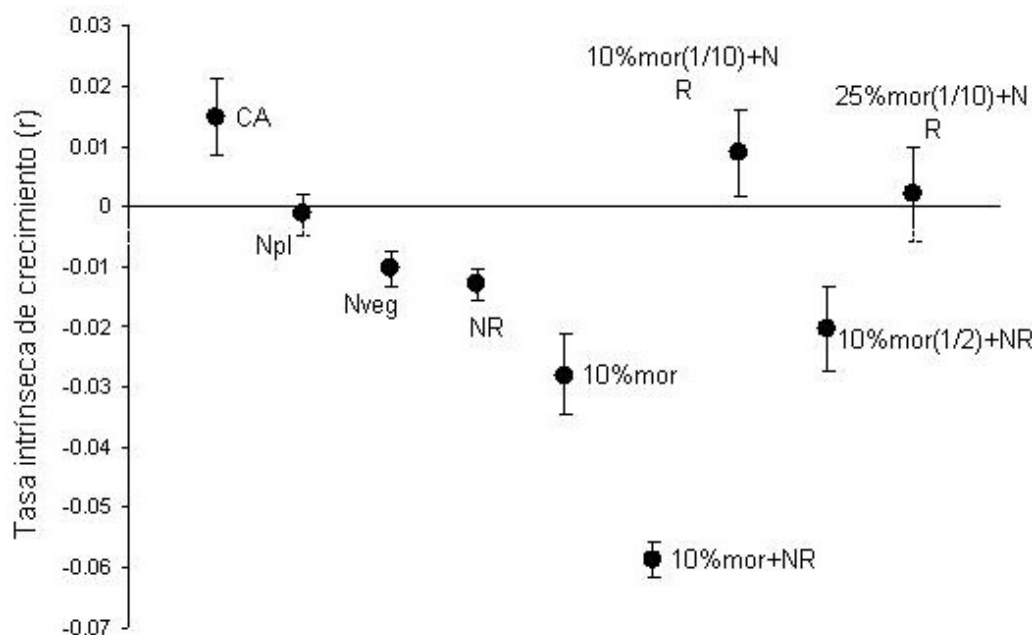 Tasa intrínseca de crecimiento (r)
0.03
0.02
0.01
0
-0.01
-0.02
-0.03
-0.04
-0.05
-0.06
-0.07
CA
Npl
Nveg
NR
10%mor
10%mor+NR
10%mor(1/10)+N
R
10%mor(1/2)+NR
25%mor(1/10)+N
R